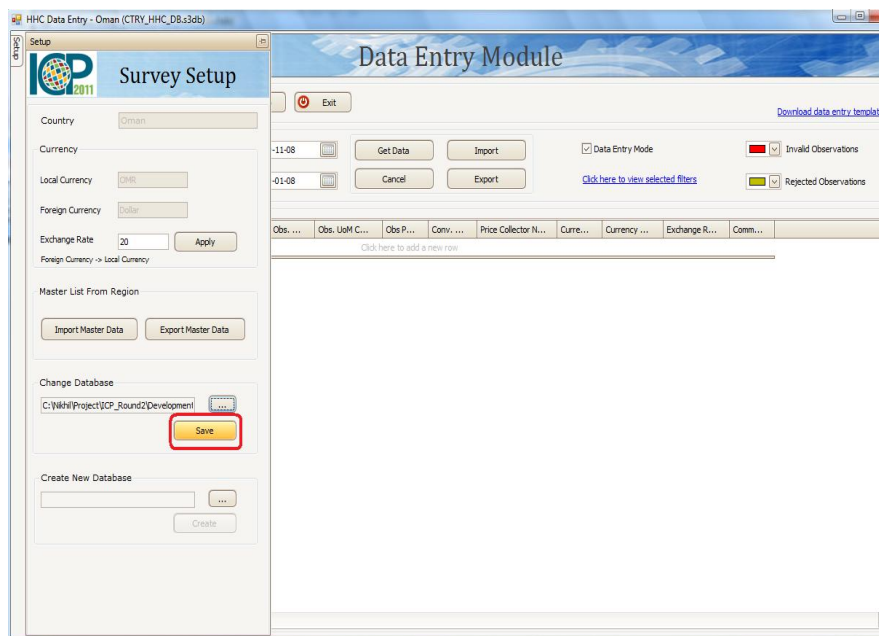 HHC Data Entry - Oman (CTRY_HHC_DB.s3db)
Setup
Setup
ICP
2011
Survey Setup
Data Entry Module
Exit
Download data entry templat
Country
Oman
Currency
Local Currency
OMR
Foreign Currency
Dollar
Exchange Rate
20
Apply
Foreign Currency -> Local Currency
-11-08
Get Data
Import
Data Entry Mode
Invalid Observations
-01-08
Cancel
Export
Click here to view selected filters
Rejected Observations
Obs. ... Obs. UoM C... Obs P... Conv. ... Price Collector N... Curre... Currency ... Exchange R... Comm...
Click here to add a new row
Master List From Region
Import Master Data
Export Master Data
Change Database
C:\Nikhil\Project\ICP_Round2\Development
...
Save
Create New Database
...
Create